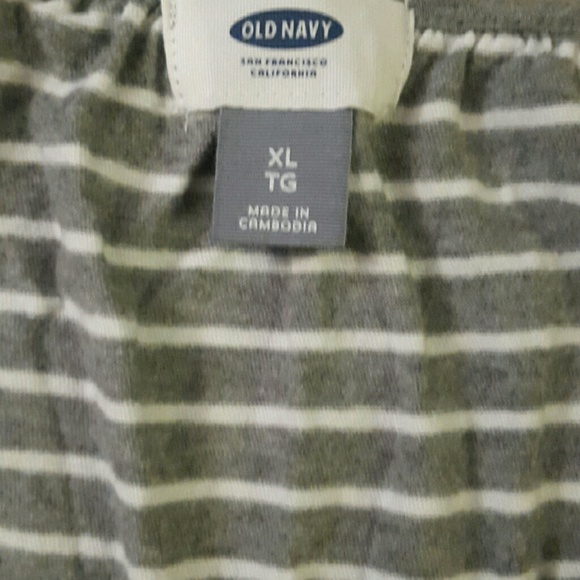 OLD NAVY
SAN FRANCISCO
CALIFORNIA
XL
TG
MADE IN
CAMBODIA